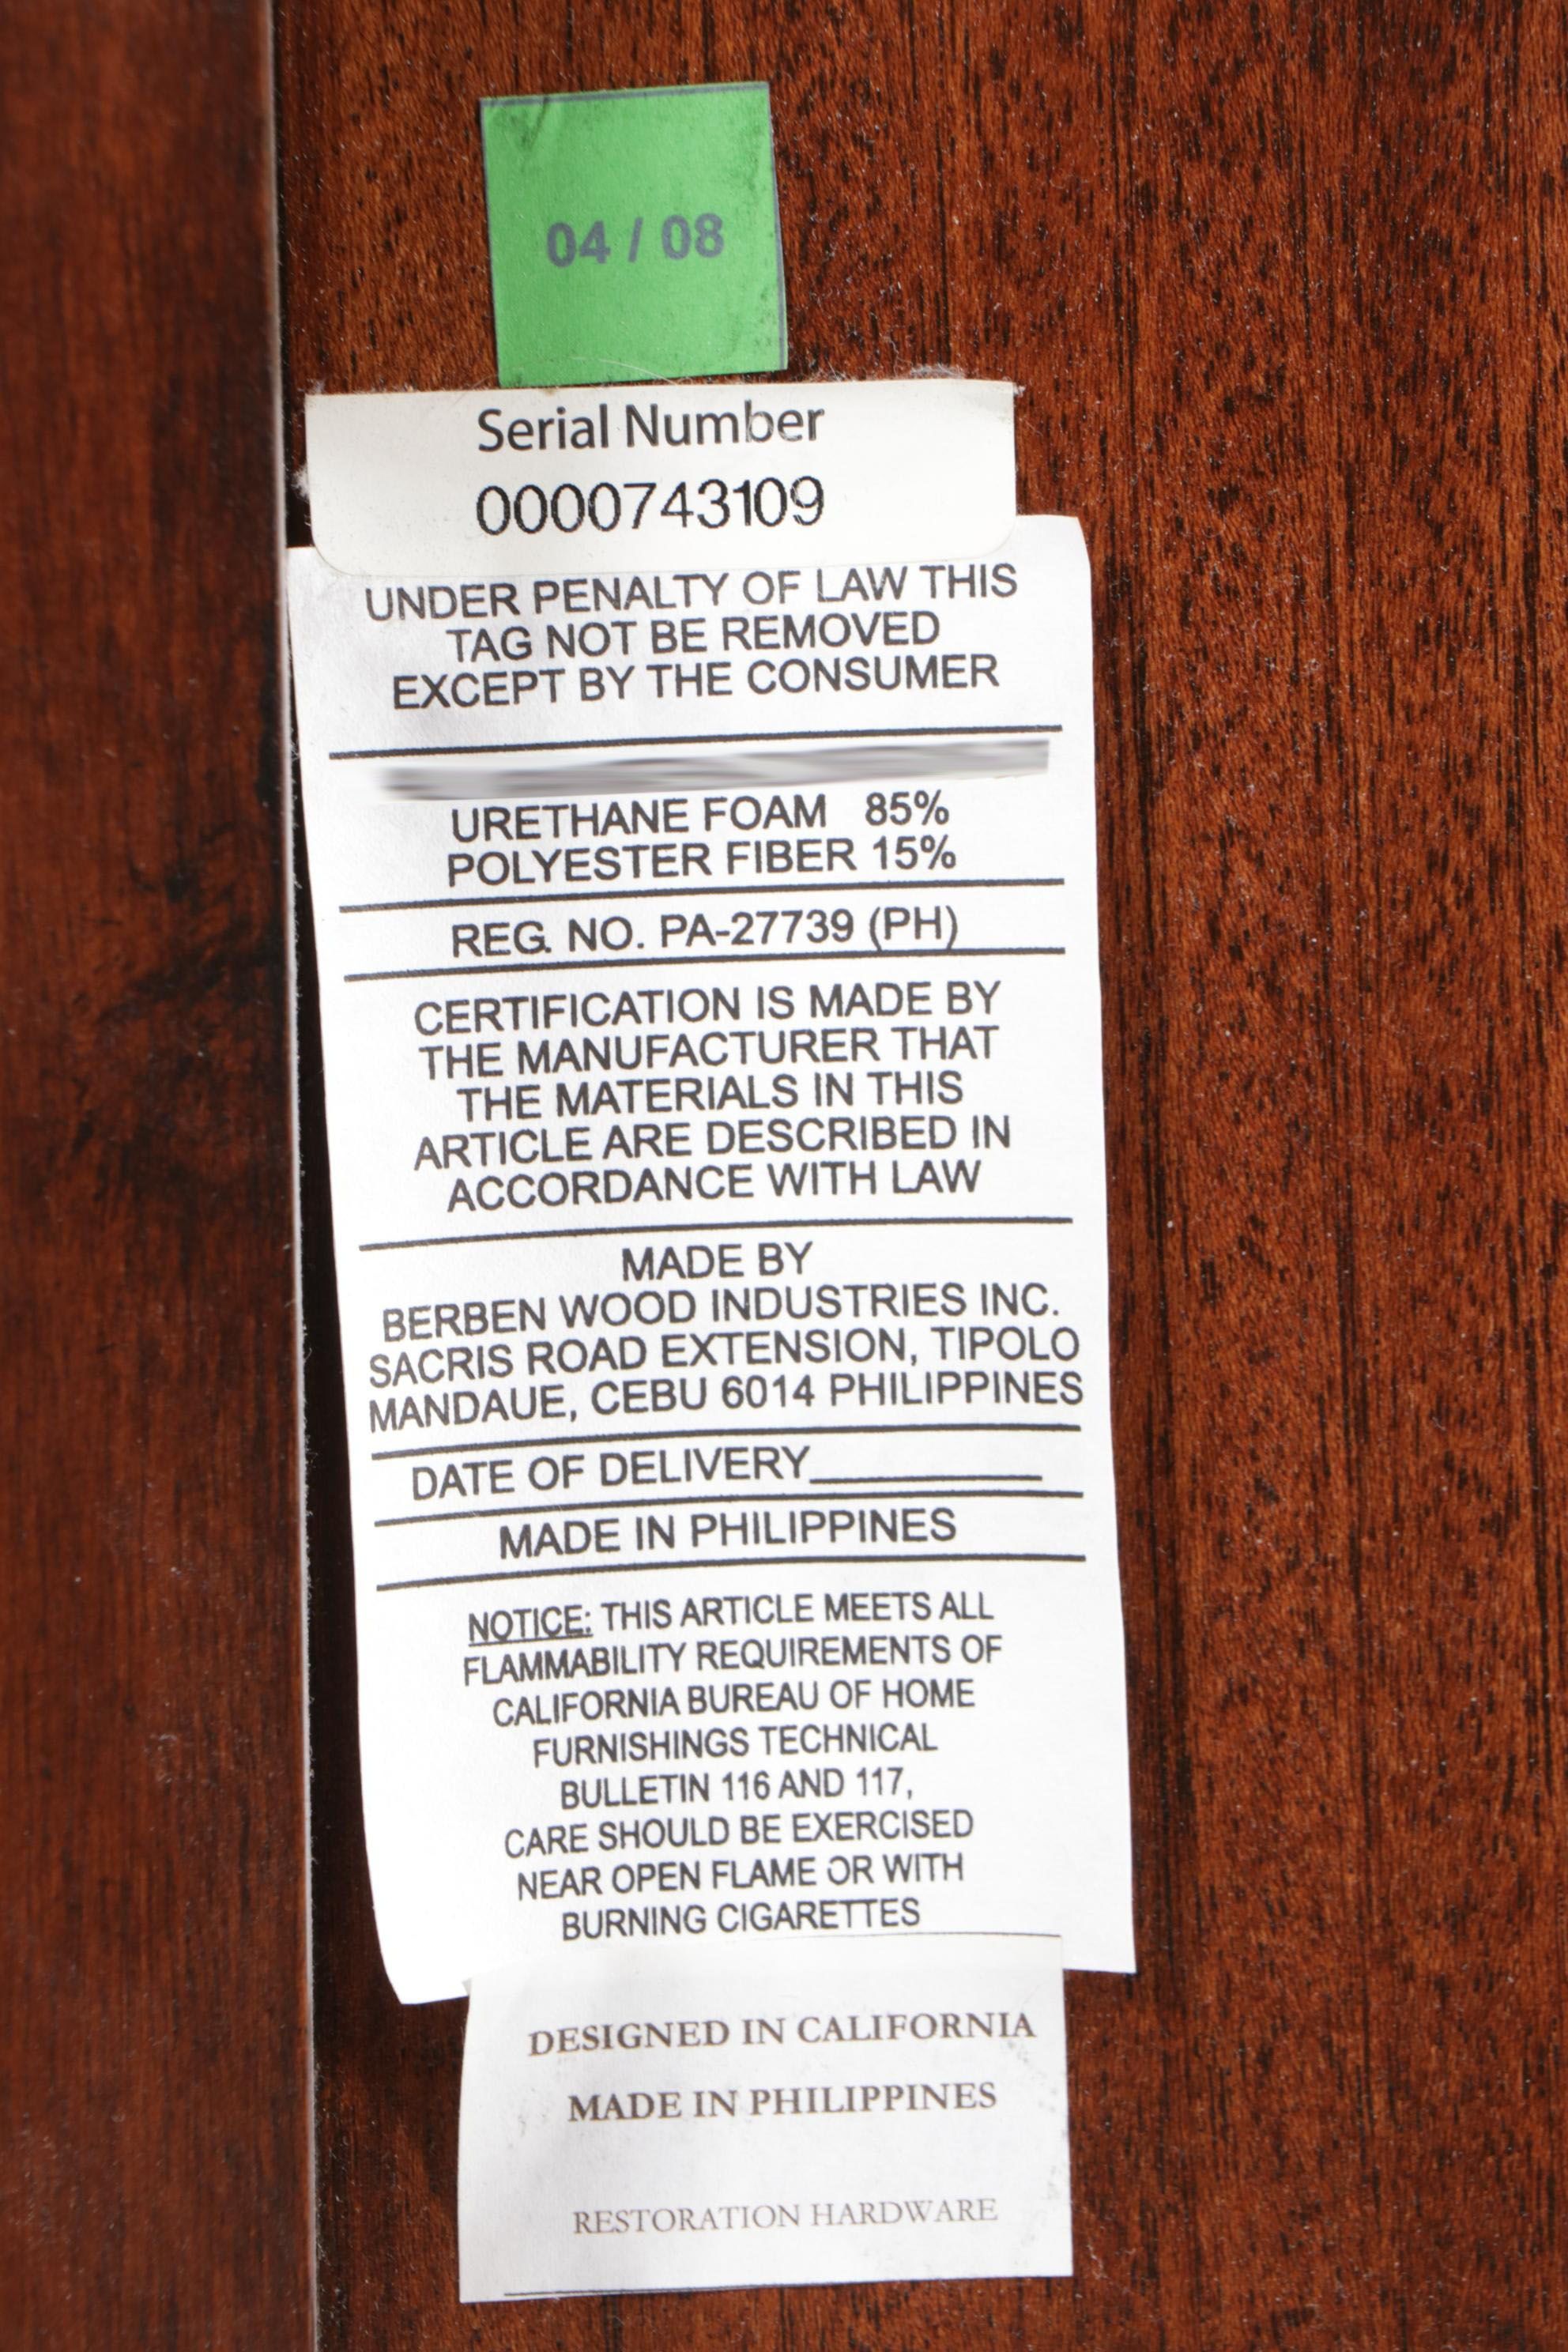 04 / 08
Serial Number
0000743109
UNDER PENALTY OF LAW THIS
TAG NOT BE REMOVED
EXCEPT BY THE CONSUMER
URETHANE FOAM 85%
POLYESTER FIBER 15%
REG. NO. PA-27739 (PH)
CERTIFICATION IS MADE BY
THE MANUFACTURER THAT
THE MATERIALS IN THIS
ARTICLE ARE DESCRIBED IN
ACCORDANCE WITH LAW
MADE BY
BERBEN WOOD INDUSTRIES INC.
SACRIS ROAD EXTENSION, TIPOLO
MANDAUE, CEBU 6014 PHILIPPINES
DATE OF DELIVERY__________
MADE IN PHILIPPINES
NOTICE: THIS ARTICLE MEETS ALL
FLAMMABILITY REQUIREMENTS OF
CALIFORNIA BUREAU OF HOME
FURNISHINGS TECHNICAL
BULLETIN 116 AND 117,
CARE SHOULD BE EXERCISED
NEAR OPEN FLAME OR WITH
BURNING CIGARETTES
DESIGNED IN CALIFORNIA
MADE IN PHILIPPINES
RESTORATION HARDWARE